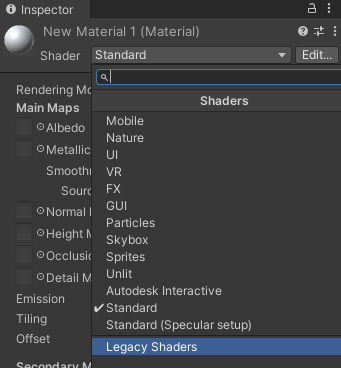 Inspector
New Material 1 (Material)
Shader
Standard
Edit...
Rendering Mo
Shaders
Main Maps
Mobile
Albedo
Nature
Metallic
UI
Smoothn
VR
Source
FX
Normal
GUI
Height M
Particles
Skybox
Occlusio
Sprites
Detail M
Unlit
Autodesk Interactive
Emission
Standard
Tiling
Standard (Specular setup)
Offset
Legacy Shaders
Secondary M